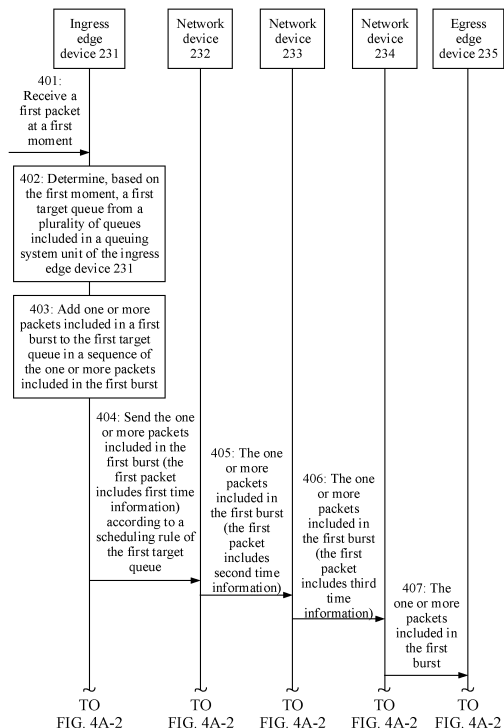 Ingress
edge
device 231
Network
device
232
Network
device
233
Network
device
234
Egress
edge
device 235
401:
Receive a
first packet
at a first
moment
402: Determine, based on
the first moment, a first
target queue from a
plurality of queues
included in a queuing
system unit of the ingress
edge device 231
403: Add one or more
packets included in a first
burst to the first target
queue in a sequence of
the one or more packets
included in the first burst
404: Send the one
or more packets
included in the
first burst (the
first packet
includes first time
information)
according to a
scheduling rule of
the first target
queue
405: The one
or more
packets
included in
the first burst
(the first
packet
includes
second time
information)
406: The one
or more
packets
included in
the first burst
(the first
packet
includes third
time
information)
407: The
one or more
packets
included in
the first
burst
TO
FIG. 4A-2
TO
FIG. 4A-2
TO
FIG. 4A-2
TO
FIG. 4A-2
TO
FIG. 4A-2